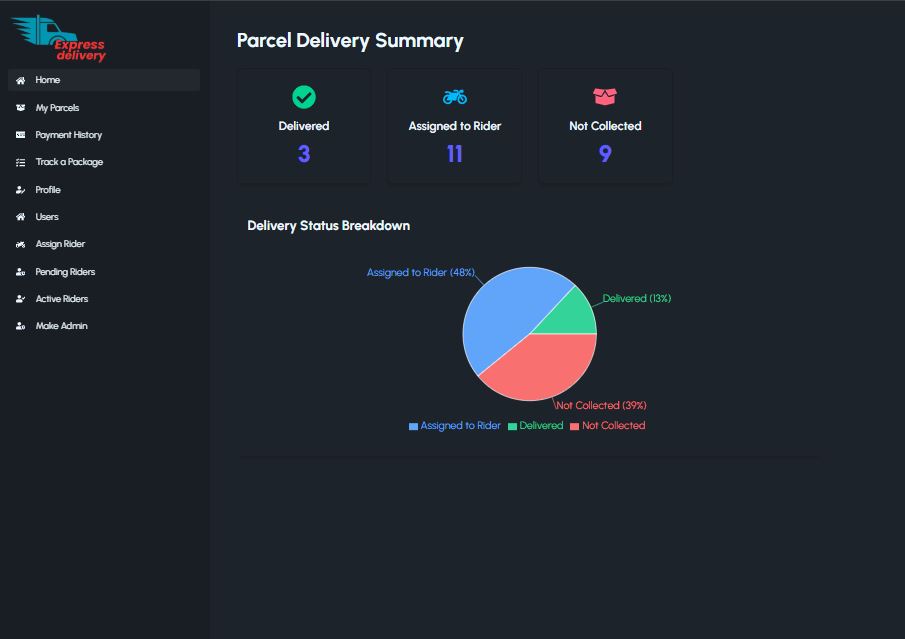 Express
delivery
Home
My Parcels
Payment History
Track a Package
Profile
Users
Assign Rider
Pending Riders
Active Riders
Make Admin
Parcel Delivery Summary
Delivered
3
Assigned to Rider
11
Not Collected
9
Delivery Status Breakdown
Assigned to Rider (48%)
Delivered (13%)
Not Collected (39%)
Assigned to Rider Delivered Not Collected